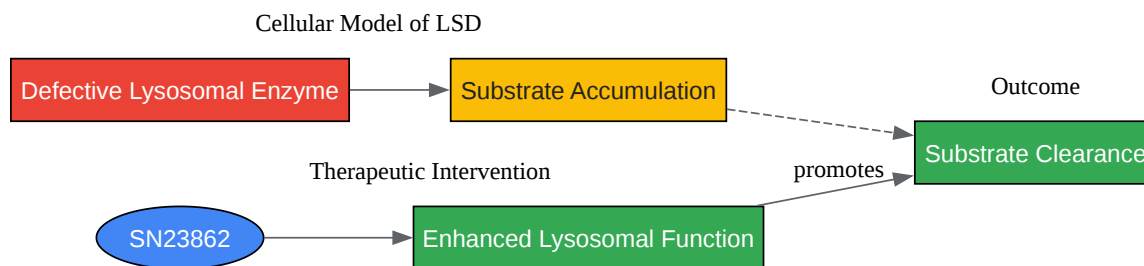 Cellular Model of LSD
Defective Lysosomal Enzyme
Substrate Accumulation
Outcome
Substrate Clearance
Therapeutic Intervention
promotes
SN23862
Enhanced Lysosomal Function